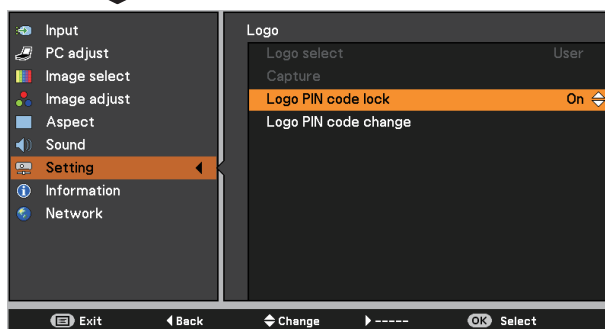 Input
PC adjust
Image select
Image adjust
Aspect
Sound
Setting
Information
Network
Logo
Logo select User
Capture
Logo PIN code lock On
Logo PIN code change
Exit Back Change ----- OK Select